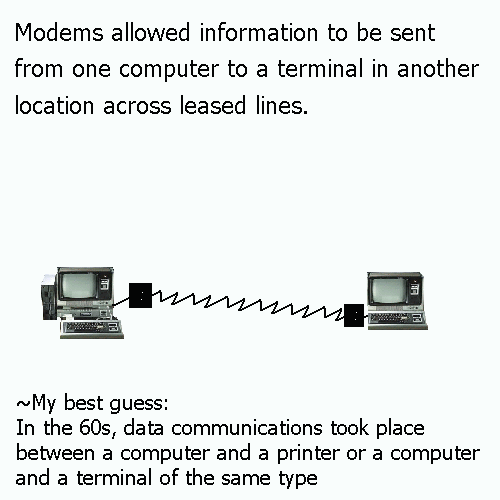 Modems allowed information to be sent
from one computer to a terminal in another
location across leased lines.
~My best guess:
In the 60s, data communications took place
between a computer and a printer or a computer
and a terminal of the same type